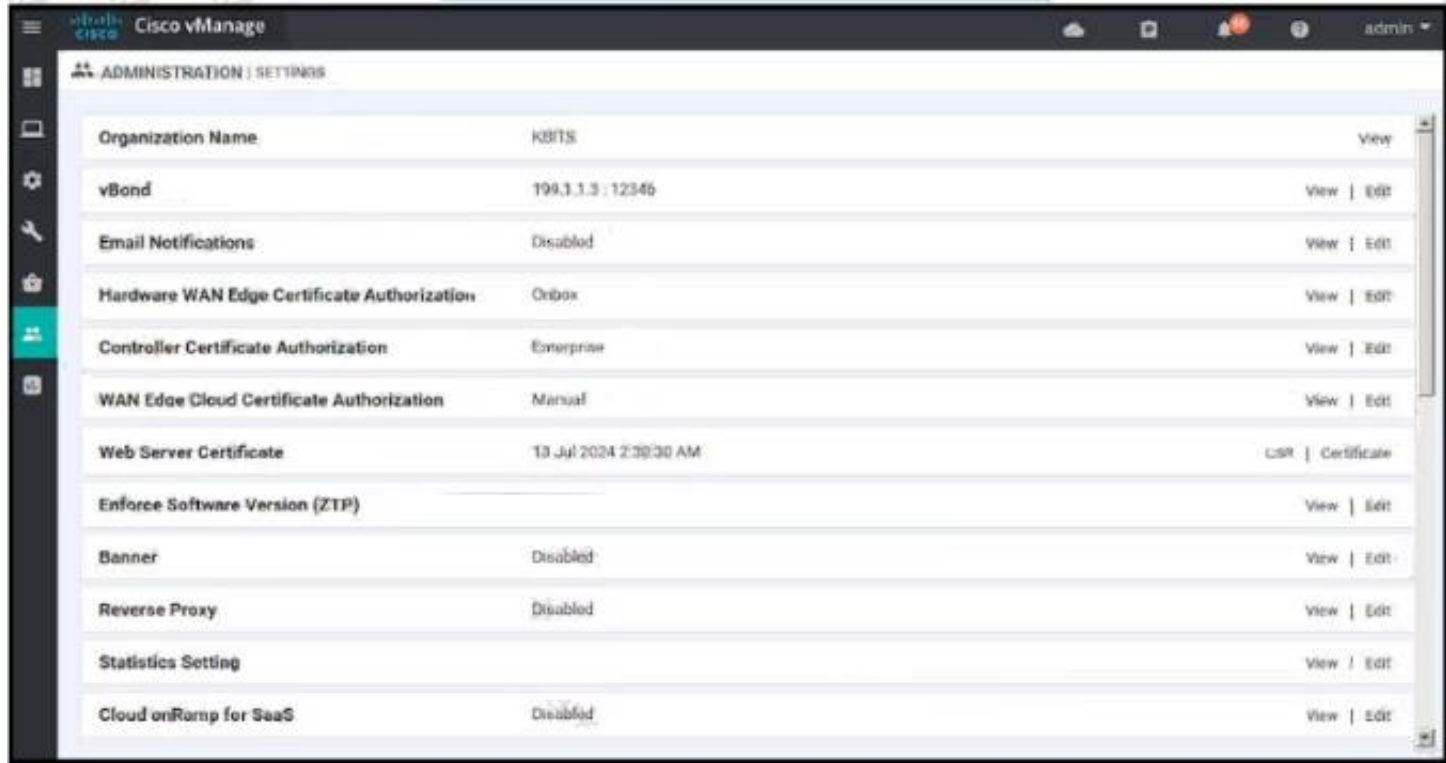 cisco Cisco vManage admin
ADMINISTRATION | SETTINGS
Organization Name KBITS View
vBond 199.1.1.3 : 12346 View | Edit
Email Notifications Disabled View | Edit
Hardware WAN Edge Certificate Authorization Onbox View | Edit
Controller Certificate Authorization Enterprise View | Edit
WAN Edge Cloud Certificate Authorization Manual View | Edit
Web Server Certificate 13 Jul 2024 2:38:30 AM CSR | Certificate
Enforce Software Version (ZTP) View | Edit
Banner Disabled View | Edit
Reverse Proxy Disabled View | Edit
Statistics Setting View | Edit
Cloud onRamp for SaaS Disabled View | Edit